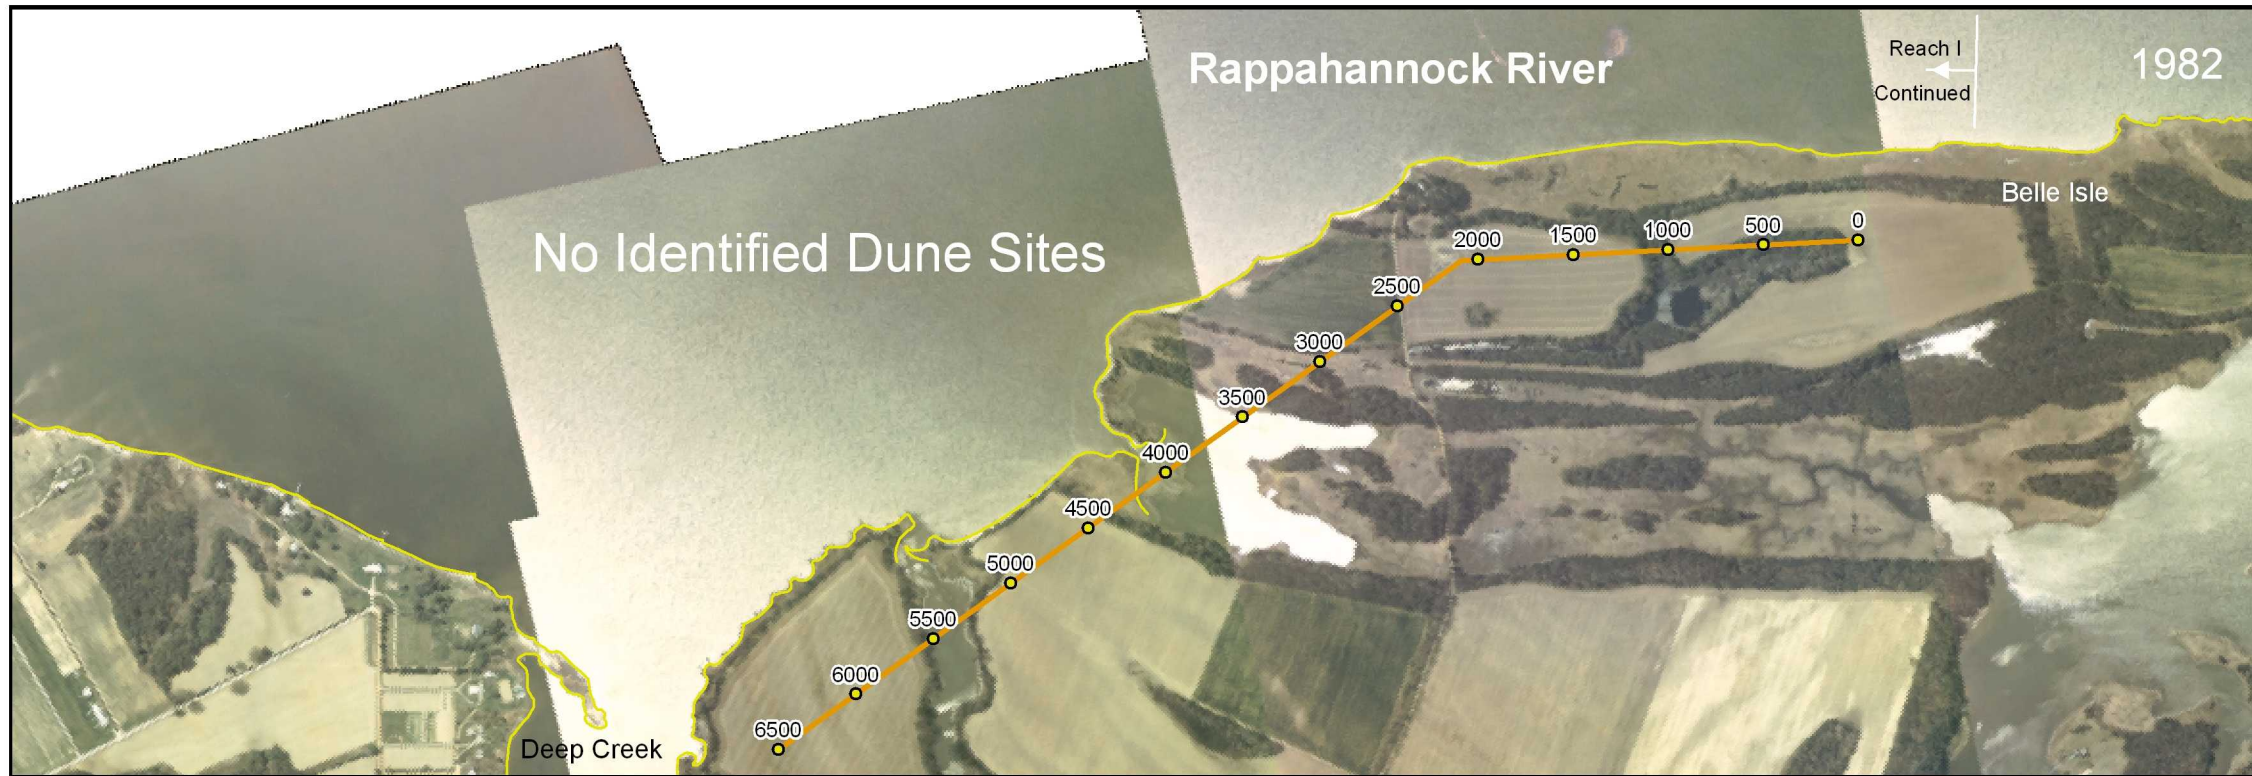 Reach I
Continued
1982
Rappahannock River
Belle Isle
No Identified Dune Sites
0
500
1000
1500
2000
2500
3000
3500
4000
4500
5000
5500
6000
6500
Deep Creek